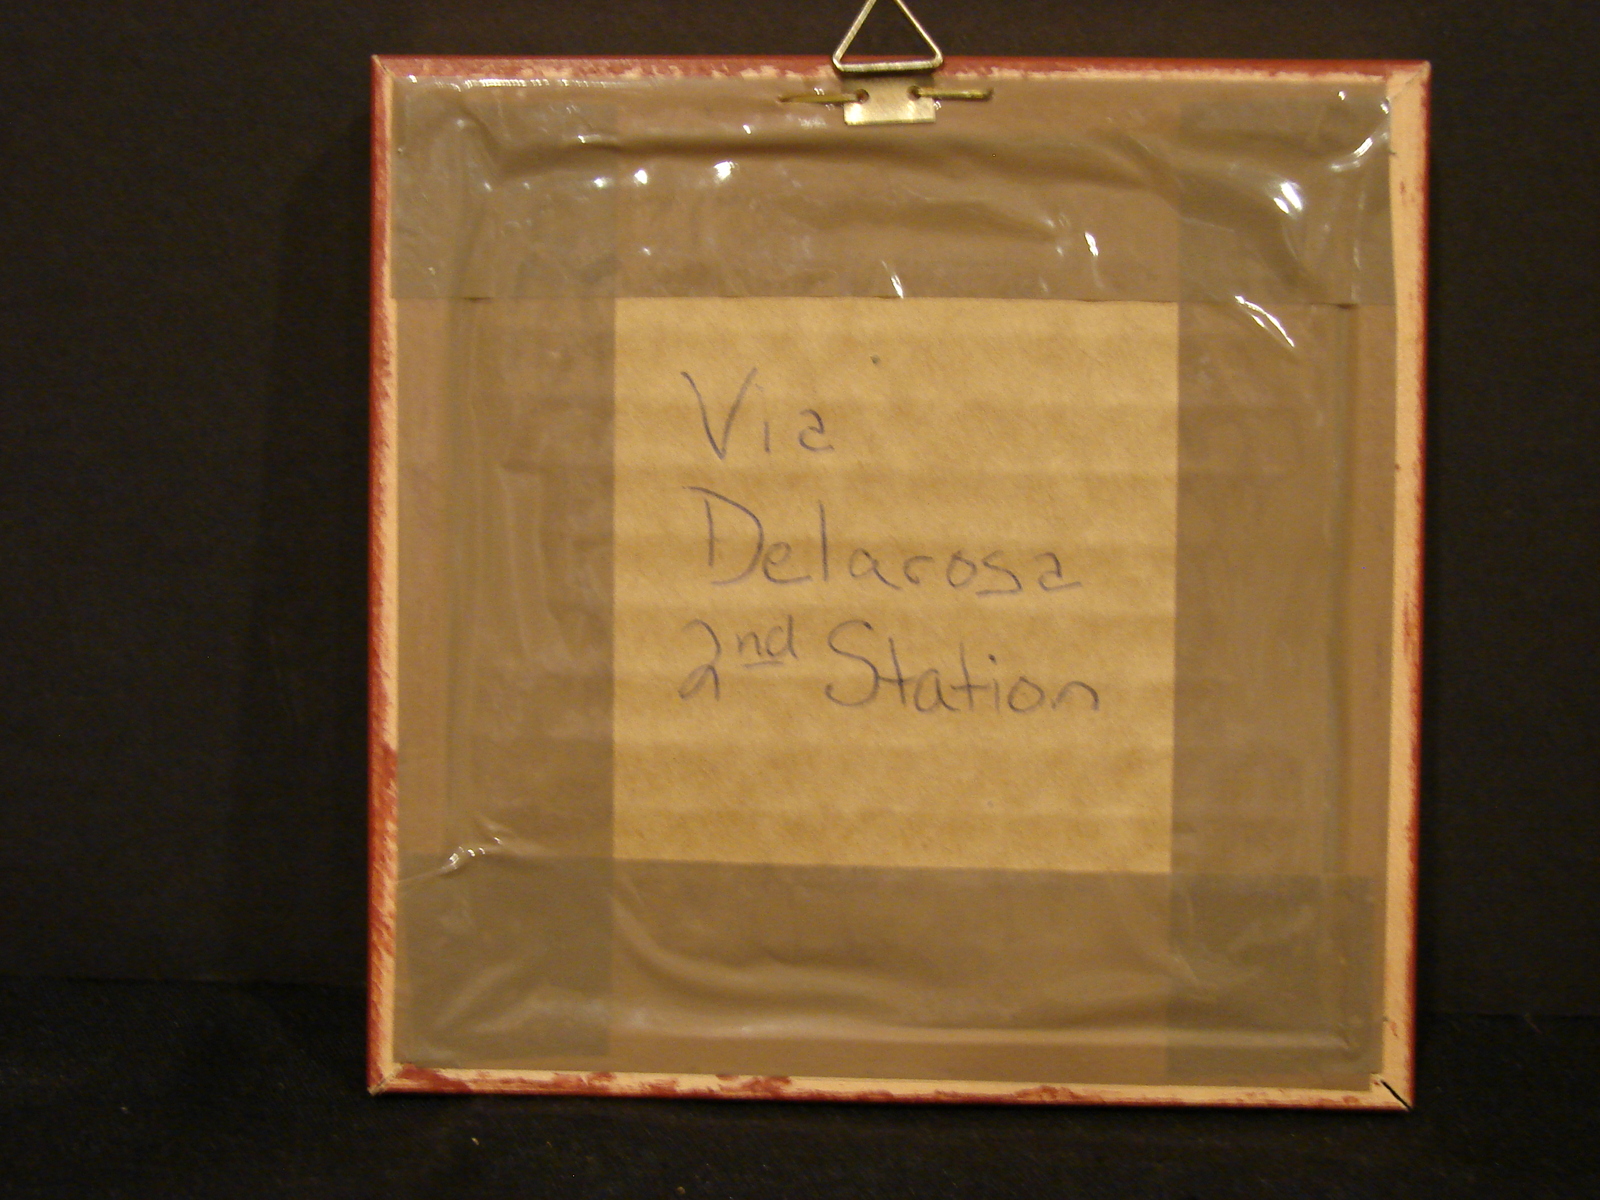 Via
Delarosa
2nd Station